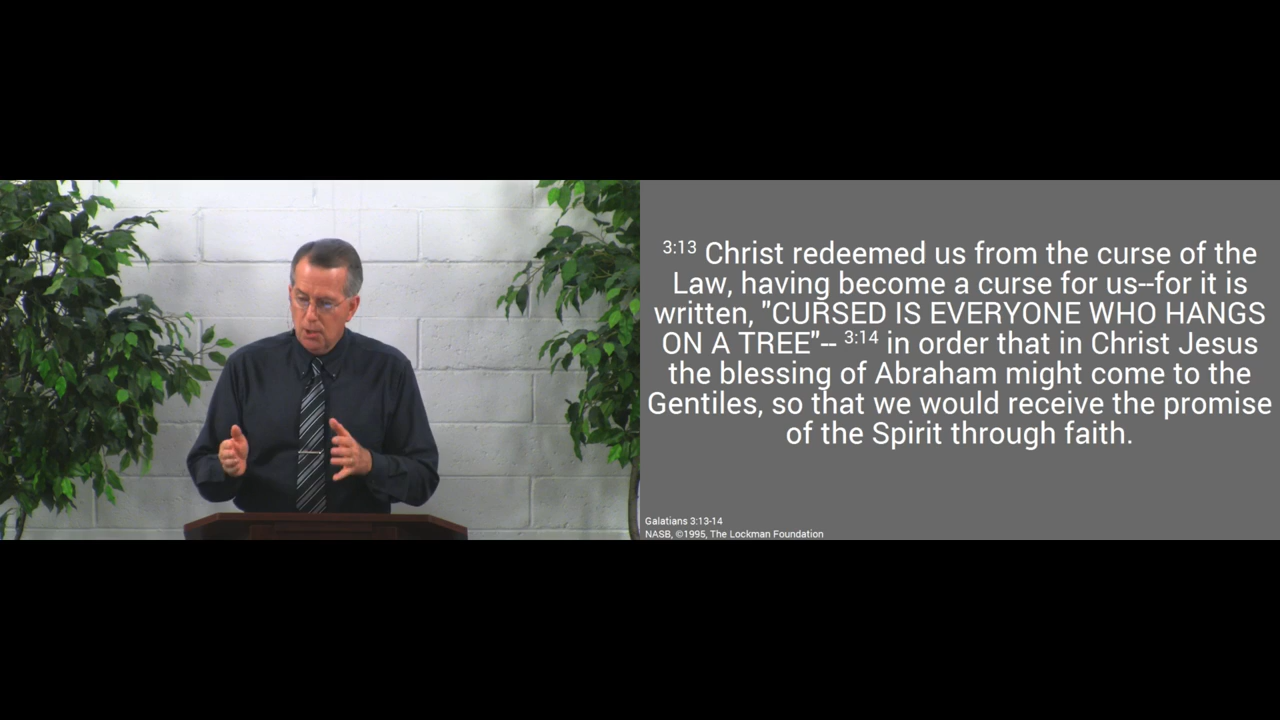 3:13 Christ redeemed us from the curse of the
Law, having become a curse for us--for it is
written, "CURSED IS EVERYONE WHO HANGS
ON A TREE"-- 3:14 in order that in Christ Jesus
the blessing of Abraham might come to the
Gentiles, so that we would receive the promise
of the Spirit through faith.
Galatians 3:13-14
NASB, ©1995, The Lockman Foundation